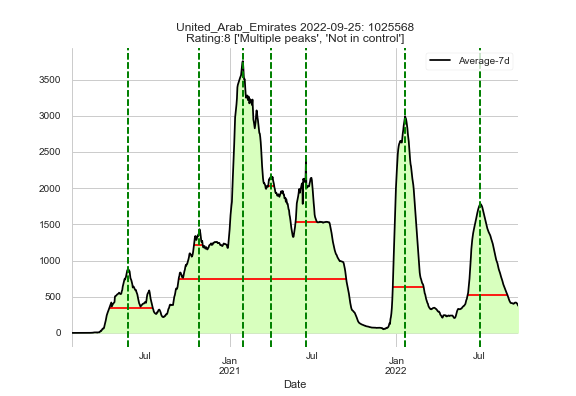 United_Arab_Emirates 2022-09-25: 1025568
Rating:8 ['Multiple peaks', 'Not in control']
Average-7d
3500
3000
2500
2000
1500
1000
500
0
Jul
Jan
2021
Jul
Jan
2022
Jul
Date